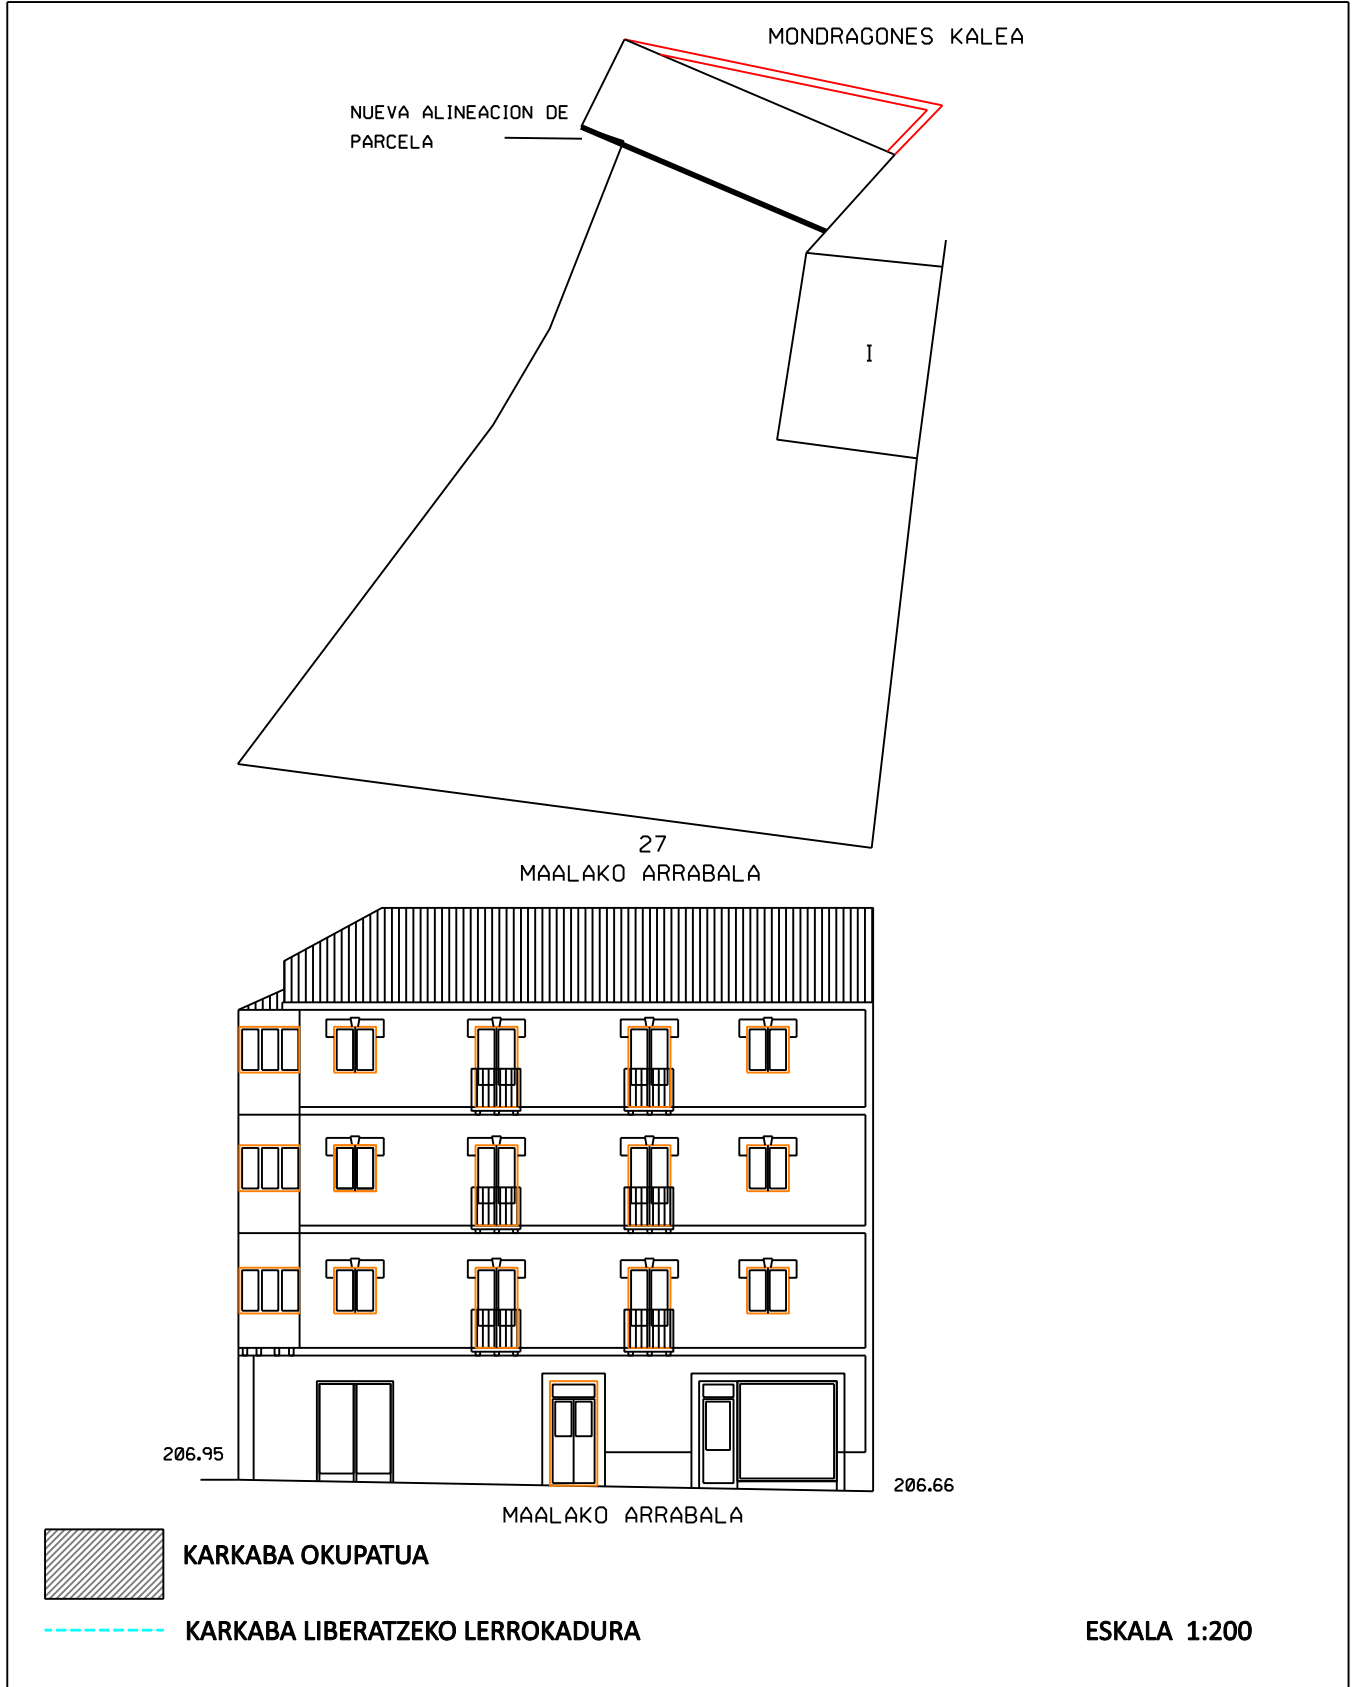 MONDRAGONES KALEA
NUEVA ALINEACION DE
PARCELA
I
27
MAALAKO ARRABALA
206.95
206.66
MAALAKO ARRABALA
KARKABA OKUPATUA
KARKABA LIBERATZEKO LERROKADURA
ESKALA 1:200